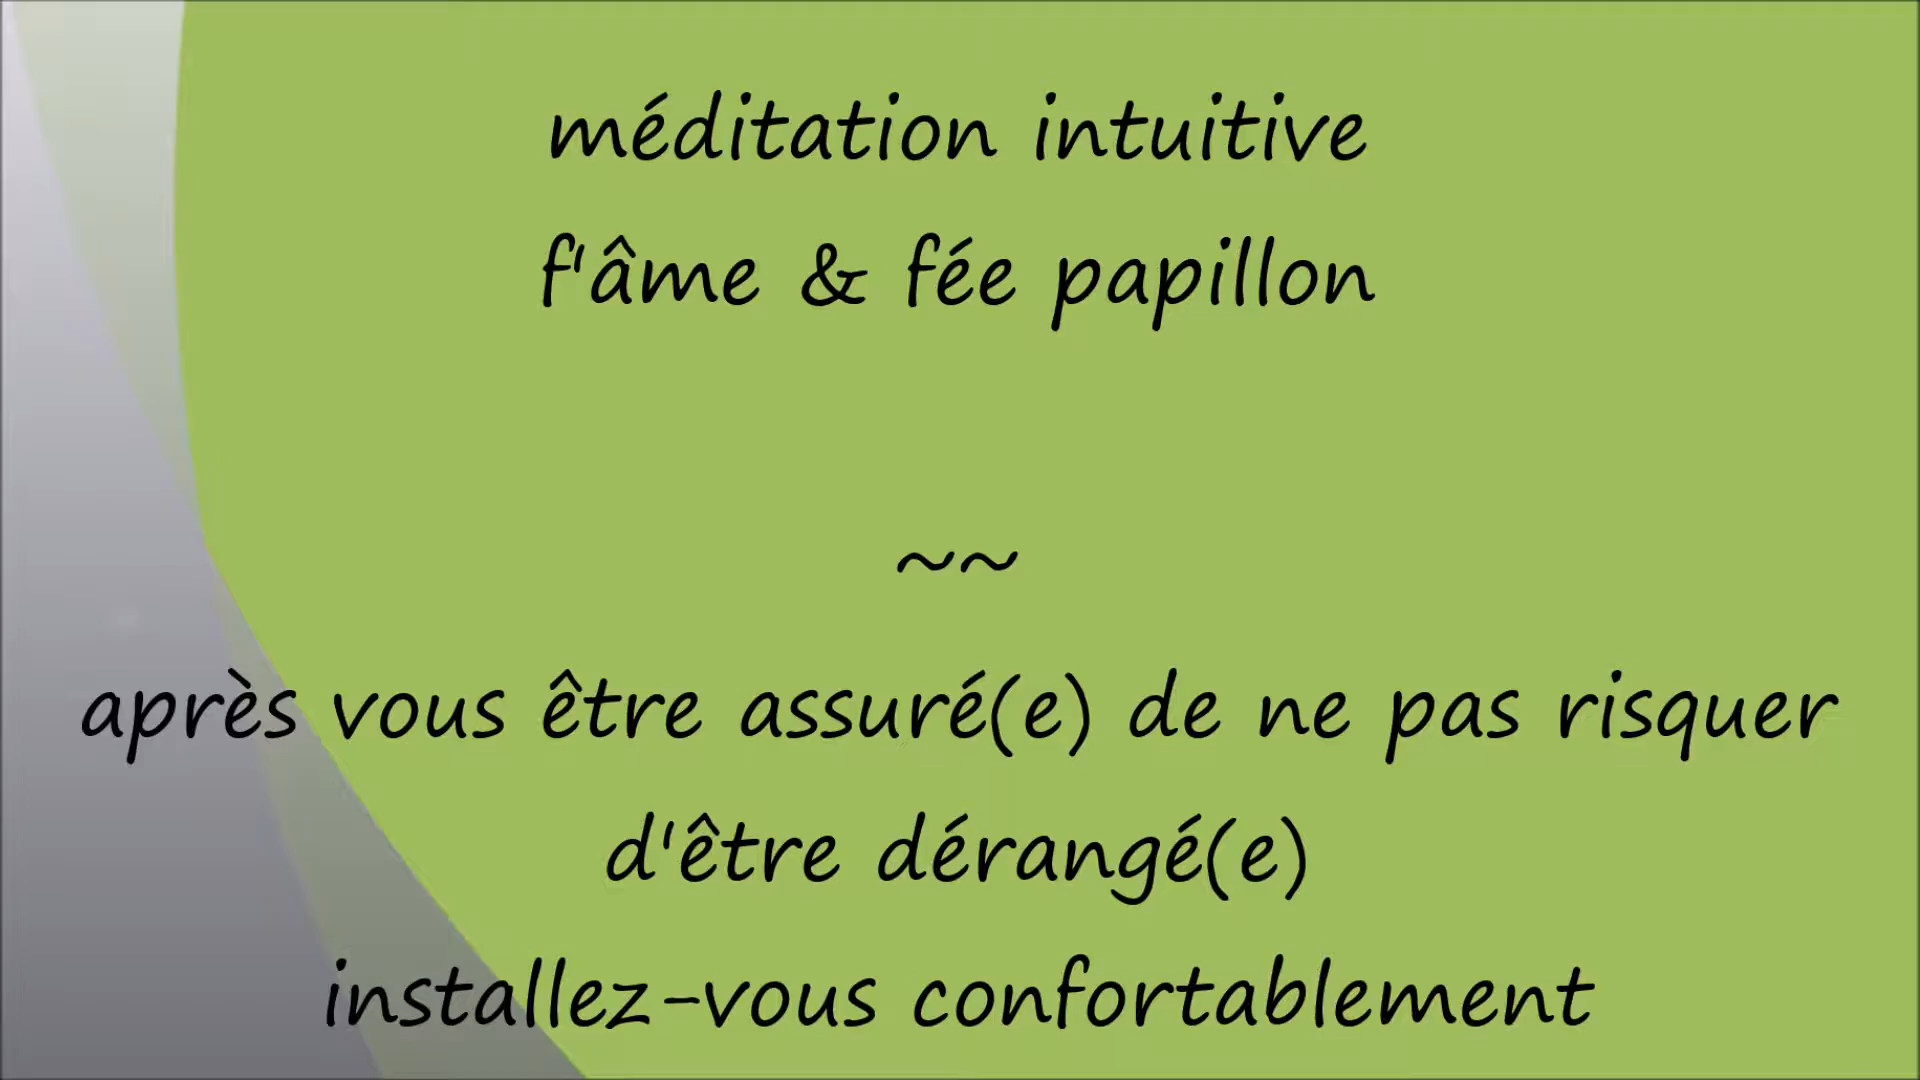 méditation intuitive
f'âme & fée papillon
~~
après vous être assuré(e) de ne pas risquer
d'être dérangé(e)
installez-vous confortablement